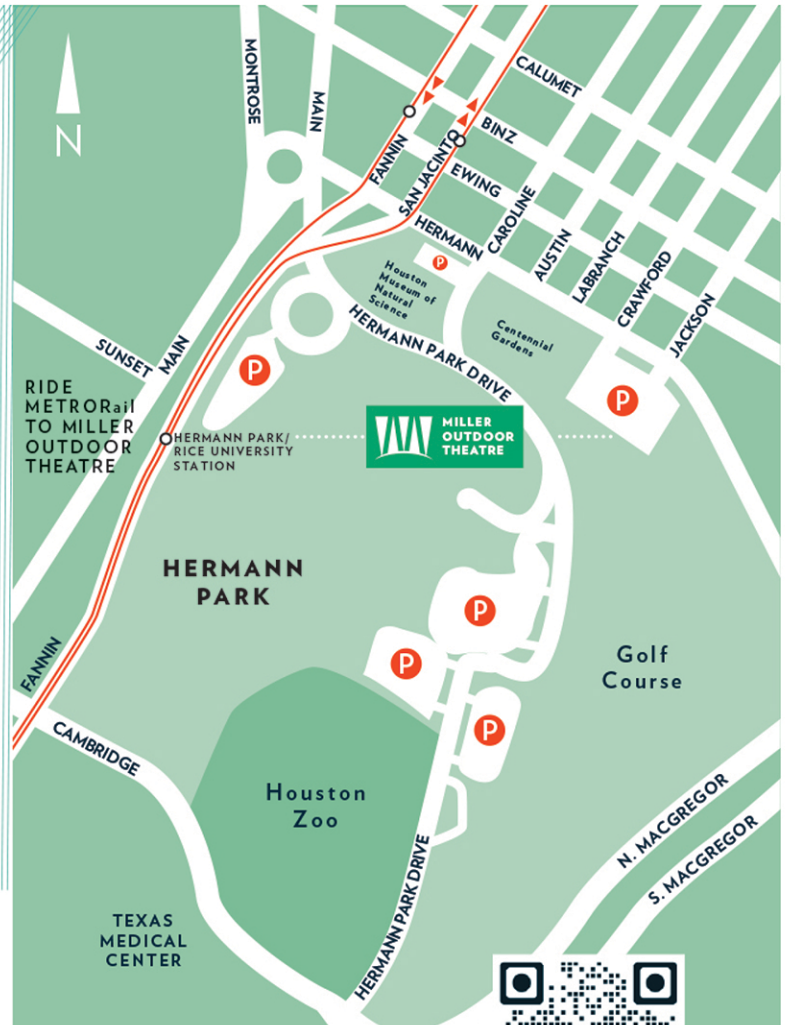 MONTROSE
MAIN
CALUMET
BINZ
FANNIN
SAN JACINTO
EWING
HERMANN
CAROLINE
AUSTIN
LABRANCH
CRAWFORD
JACKSON
N
P
Houston
Museum of
Natural
Science
Centennial
Gardens
HERMANN PARK DRIVE
SUNSET
MAIN
P
P
RIDE
METRORail
TO MILLER
OUTDOOR
THEATRE
HERMANN PARK/
RICE UNIVERSITY
STATION
MILLER
OUTDOOR
THEATRE
HERMANN
PARK
P
P
P
Golf
Course
FANNIN
CAMBRIDGE
Houston
Zoo
HERMANN PARK DRIVE
N. MACGREGOR
S. MACGREGOR
TEXAS
MEDICAL
CENTER